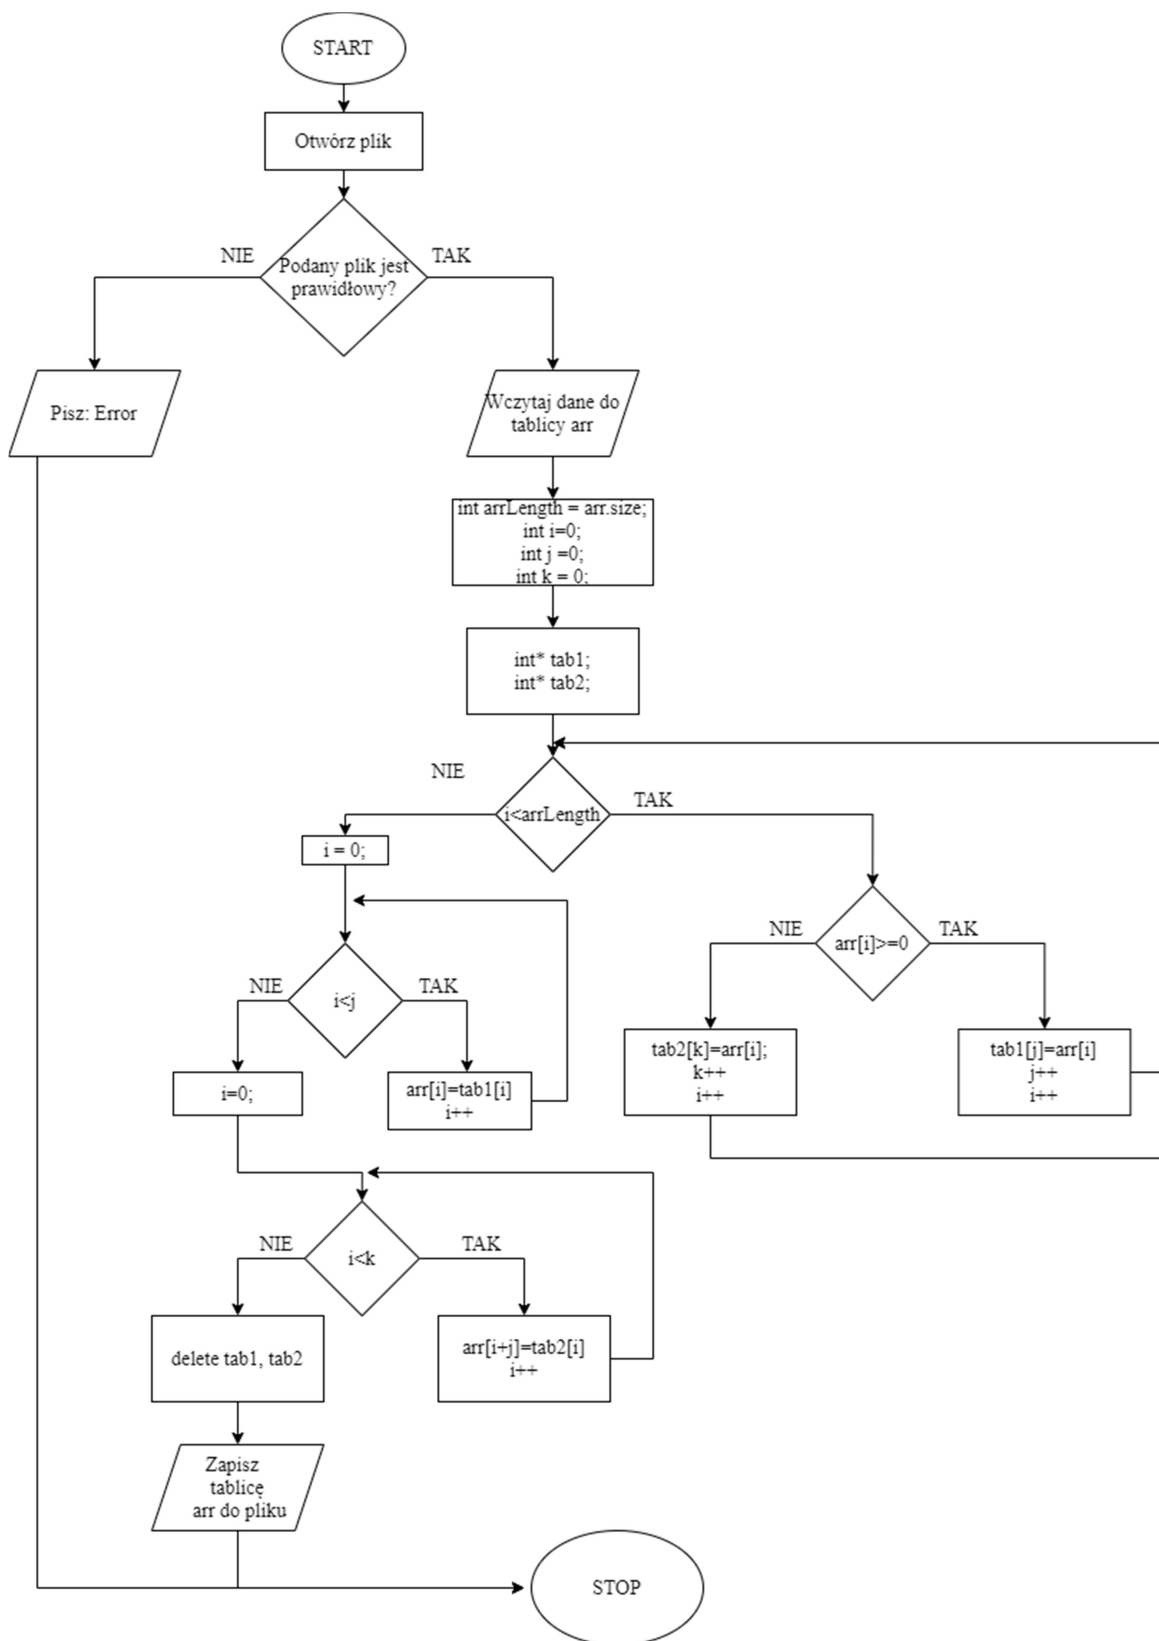 START
Otwórz plik
NIE
TAK
Podany plik jest
prawidłowy?
Pisz: Error
Wczytaj dane do
tablicy arr
int arrLength = arr.size;
int i=0;
int j =0;
int k = 0;
int* tab1;
int* tab2;
NIE
TAK
i<arrLength
i = 0;
NIE
TAK
arr[i]>=0
NIE
TAK
i<j
tab2[k]=arr[i];
k++
i++
tab1[j]=arr[i]
j++
i++
i=0;
arr[i]=tab1[i]
i++
NIE
TAK
i<k
delete tab1, tab2
arr[i+j]=tab2[i]
i++
Zapisz
tablicę
arr do pliku
STOP